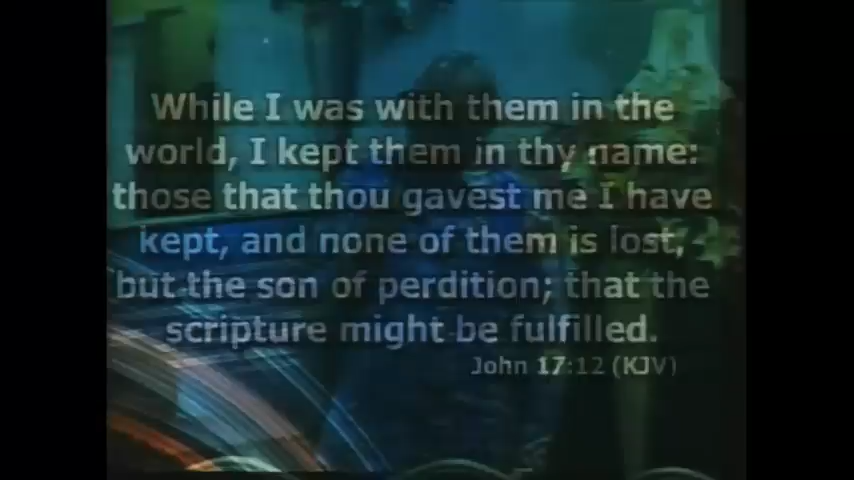 While I was with them in the
world, I kept them in thy name:
those that thou gavest me I have
kept, and none of them is lost,
but the son of perdition; that the
scripture might be fulfilled.
John 17:12 (KJV)